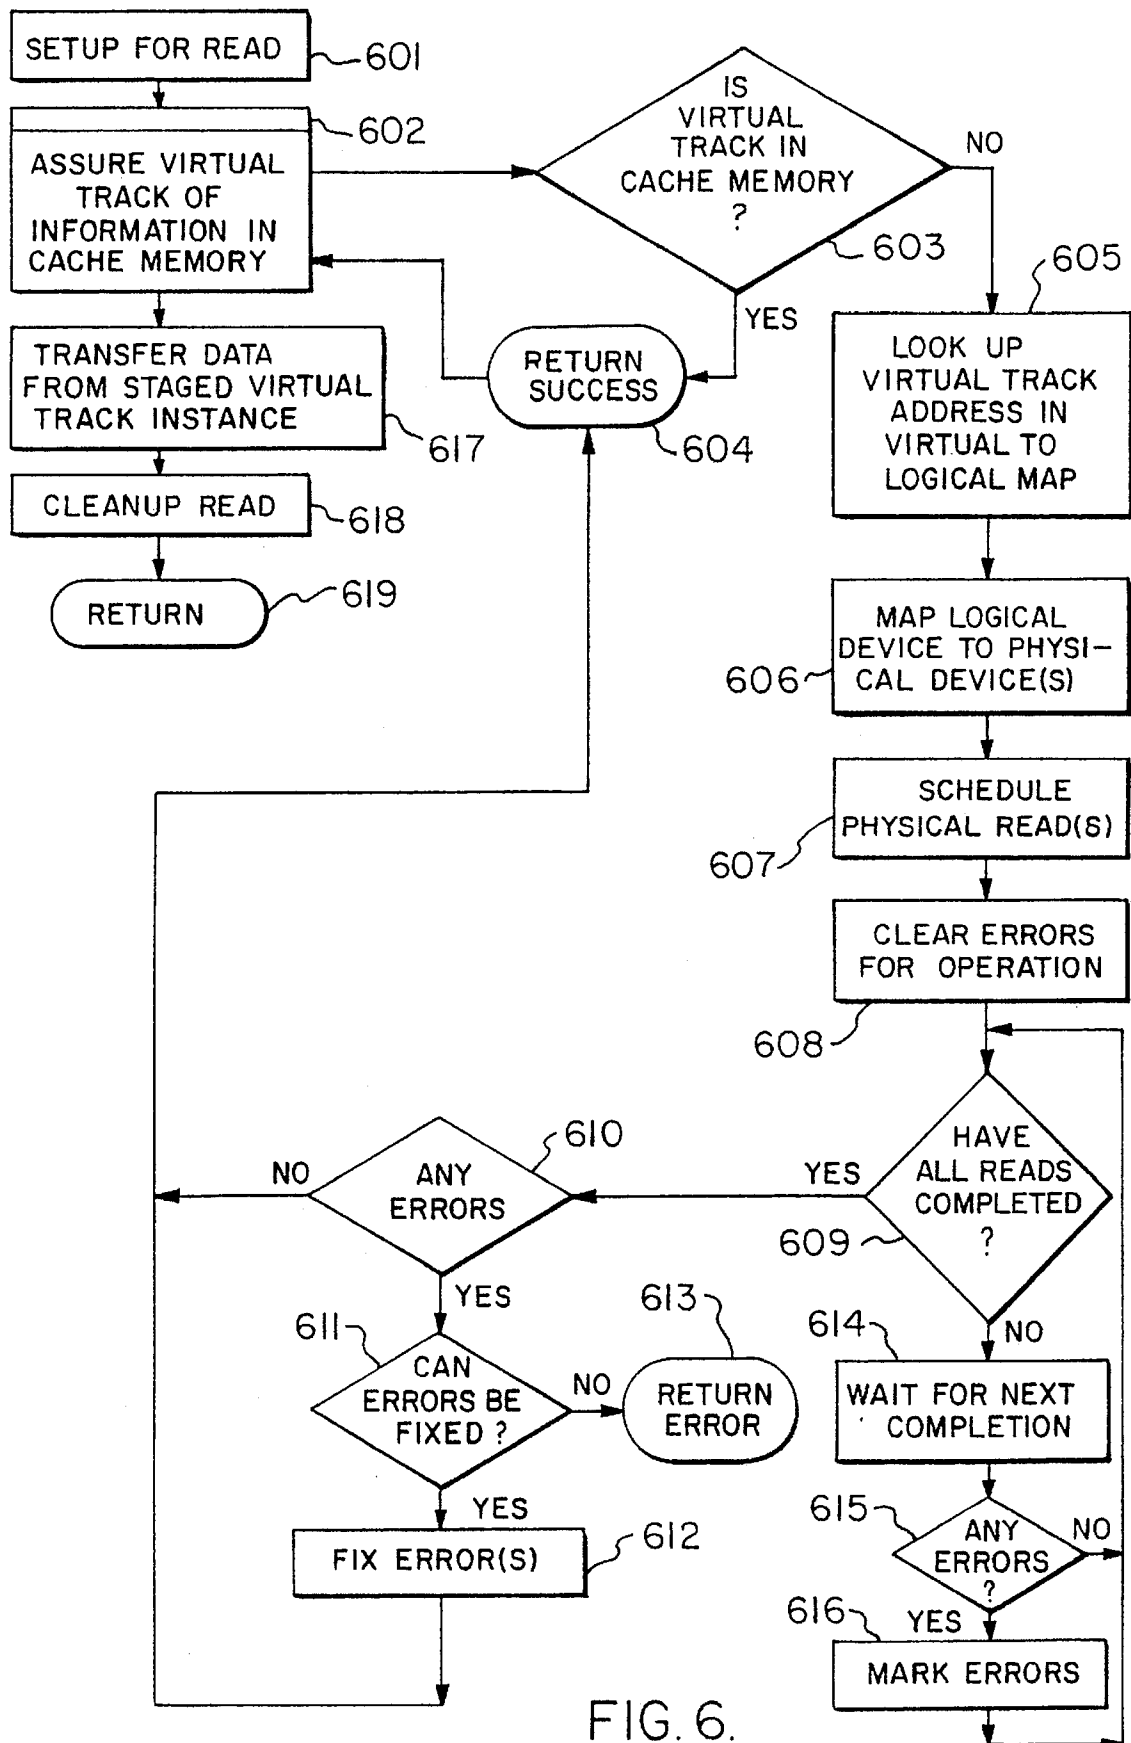 SETUP FOR READ
601
602
ASSURE VIRTUAL
TRACK OF
INFORMATION IN
CACHE MEMORY
IS
VIRTUAL
TRACK IN
CACHE MEMORY
?
NO
603
YES
RETURN
SUCCESS
604
605
LOOK UP
VIRTUAL TRACK
ADDRESS IN
VIRTUAL TO
LOGICAL MAP
TRANSFER DATA
FROM STAGED VIRTUAL
TRACK INSTANCE
617
CLEANUP READ
618
RETURN
619
MAP LOGICAL
DEVICE TO PHYSI-
CAL DEVICE(S)
606
SCHEDULE
PHYSICAL READ(S)
607
CLEAR ERRORS
FOR OPERATION
608
HAVE
ALL READS
COMPLETED
?
609
YES
610
ANY
ERRORS
NO
YES
611
CAN
ERRORS BE
FIXED ?
NO
613
RETURN
ERROR
YES
FIX ERROR(S)
612
NO
614
WAIT FOR NEXT
COMPLETION
615
ANY
ERRORS
?
NO
YES
616
MARK ERRORS
FIG. 6.